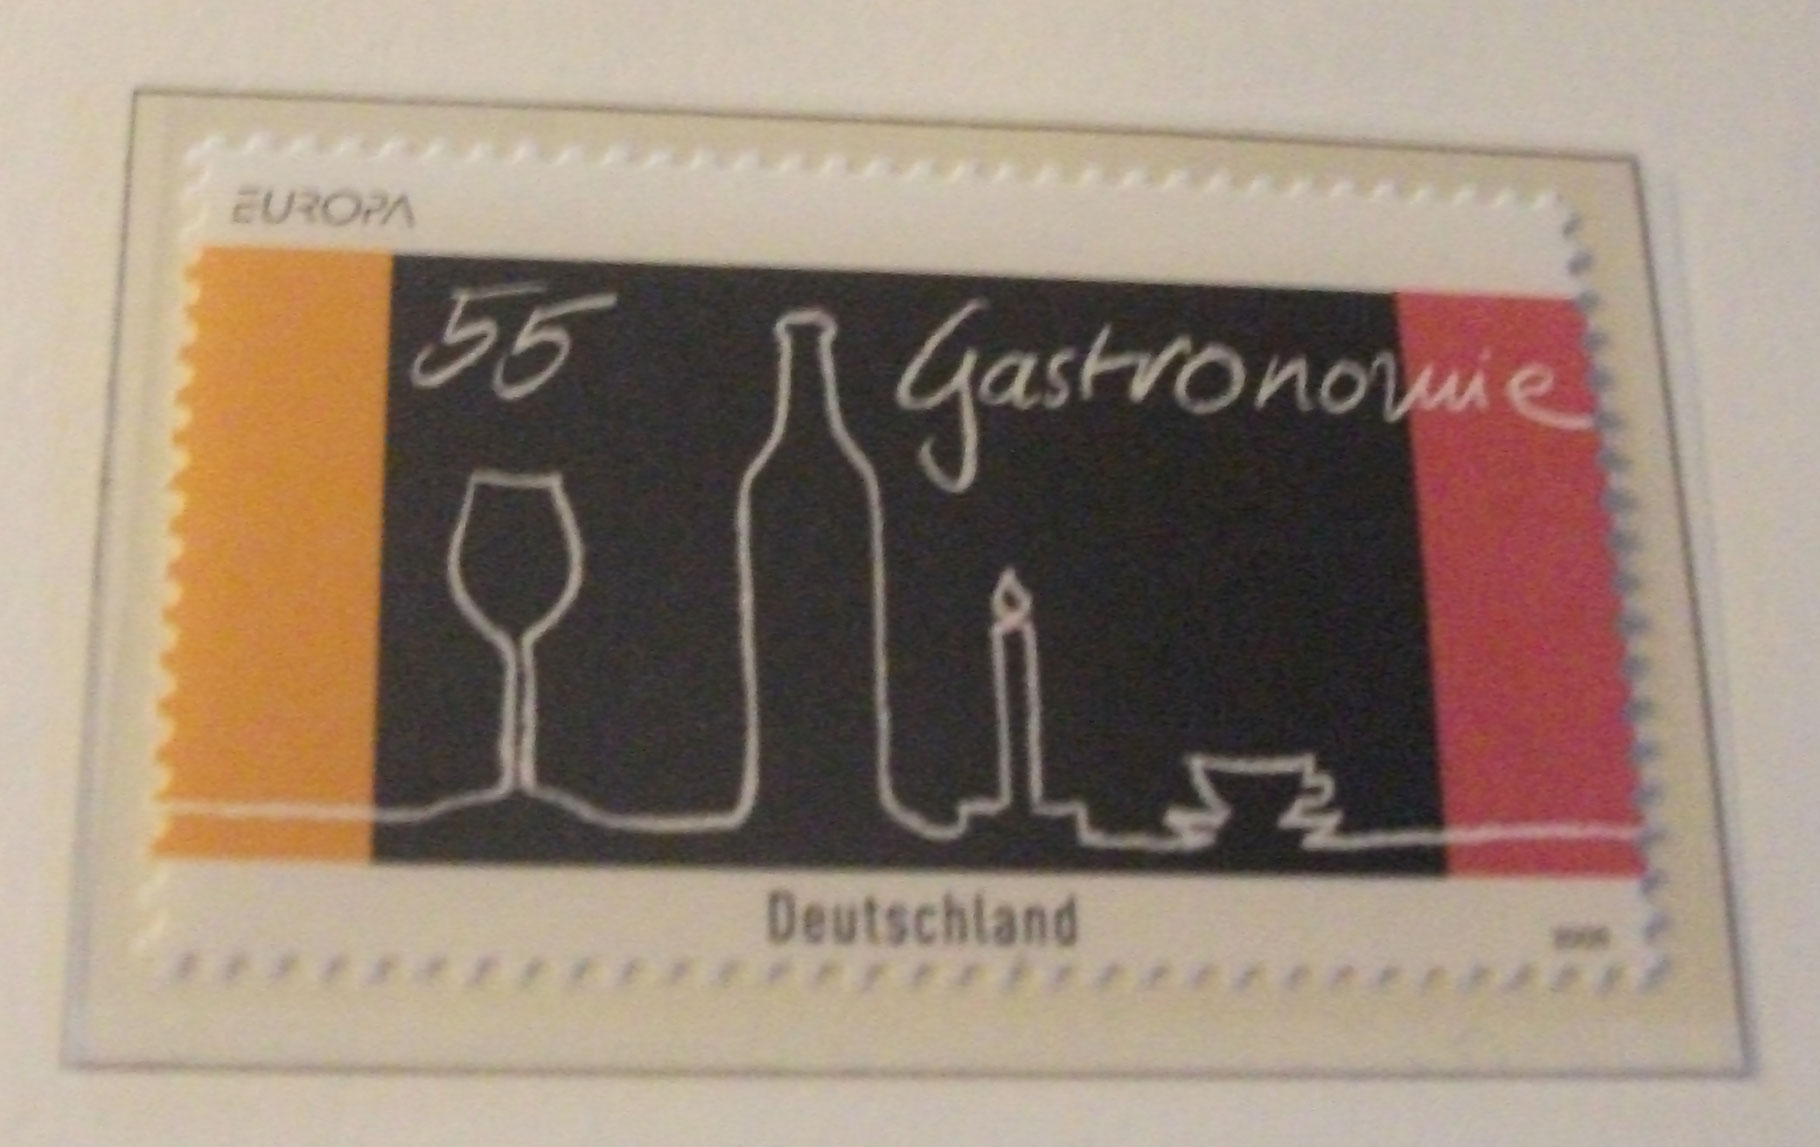 EUROPA
55 Gastronomie
Deutschland